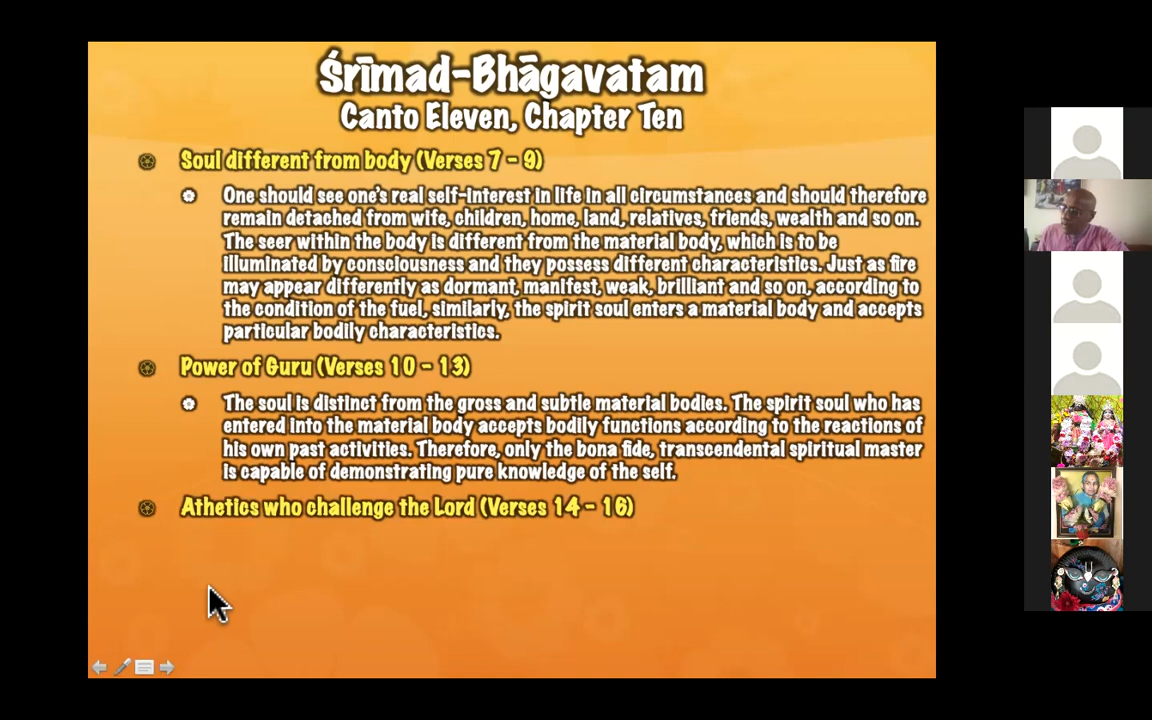 Śrīmad-Bhāgavatam
Canto Eleven, Chapter Ten
Soul different from body (Verses 7 – 9)
One should see one's real self-interest in life in all circumstances and should therefore
remain detached from wife, children, home, land, relatives, friends, wealth and so on.
The seer within the body is different from the material body, which is to be
illuminated by consciousness and they possess different characteristics. Just as fire
may appear differently as dormant, manifest, weak, brilliant and so on, according to
the condition of the fuel, similarly, the spirit soul enters a material body and accepts
particular bodily characteristics.
Power of Guru (Verses 10 – 13)
The soul is distinct from the gross and subtle material bodies. The spirit soul who has
entered into the material body accepts bodily functions according to the reactions of
his own past activities. Therefore, only the bona fide, transcendental spiritual master
is capable of demonstrating pure knowledge of the self.
Athetics who challenge the Lord (Verses 14 – 16)